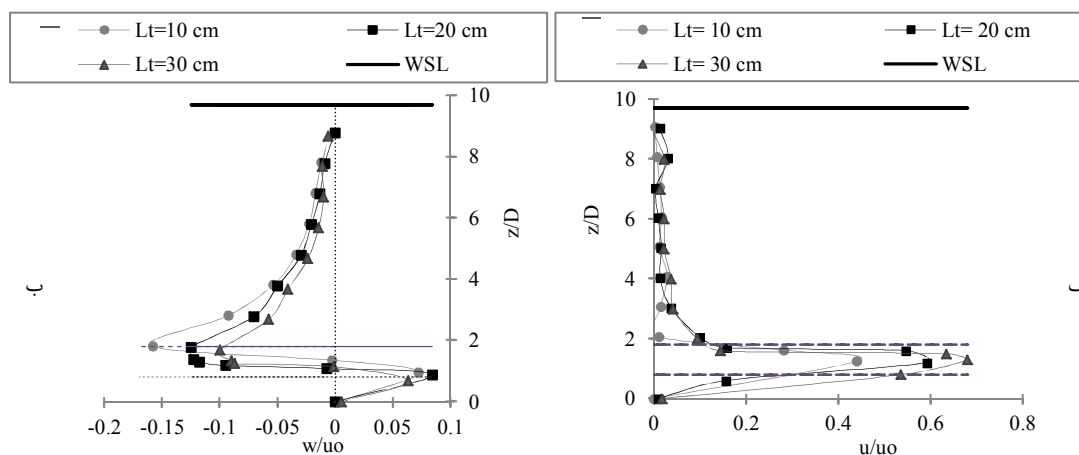 Lt=10 cm Lt=20 cm
Lt=30 cm WSL
10
8
6
4
2
0
z/D
-0.2 -0.15 -0.1 -0.05 0 0.05 0.1
w/uo
Lt= 10 cm Lt= 20 cm
Lt= 30 cm WSL
10
8
6
4
2
0
z/D
0 0.2 0.4 0.6 0.8
u/uo